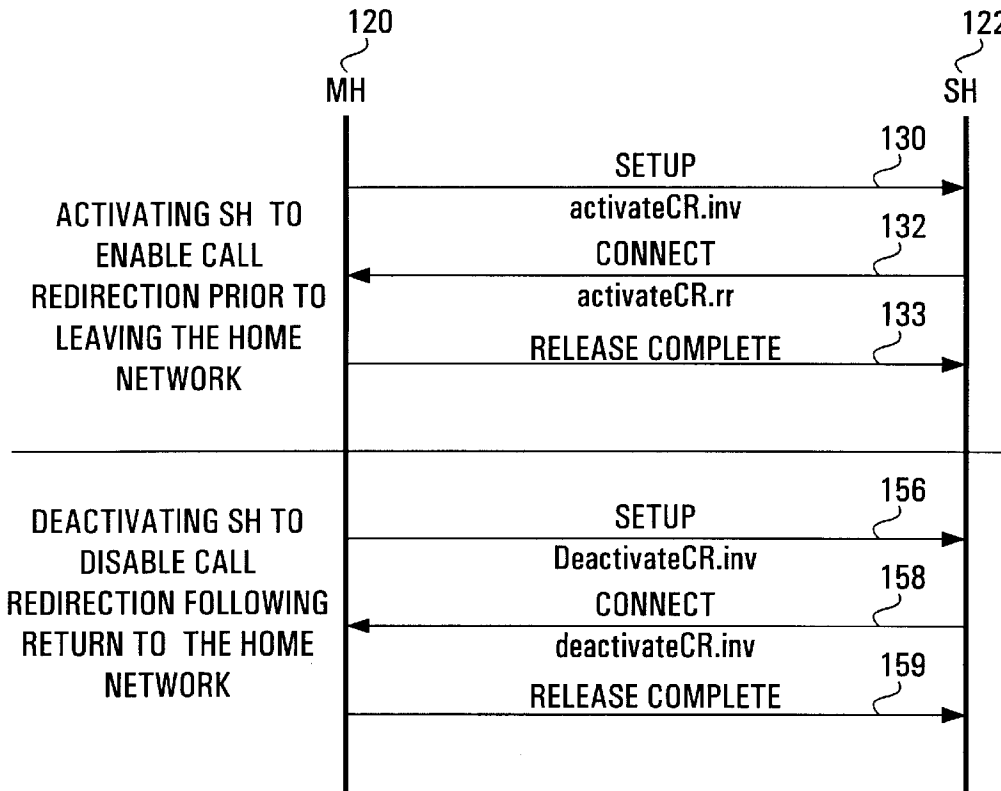 120
122
MH
SH
130
SETUP
activateCR.inv
132
CONNECT
activateCR.rr
133
RELEASE COMPLETE
ACTIVATING SH TO
ENABLE CALL
REDIRECTION PRIOR TO
LEAVING THE HOME
NETWORK
156
SETUP
DeactivateCR.inv
158
CONNECT
deactivateCR.inv
159
RELEASE COMPLETE
DEACTIVATING SH TO
DISABLE CALL
REDIRECTION FOLLOWING
RETURN TO THE HOME
NETWORK